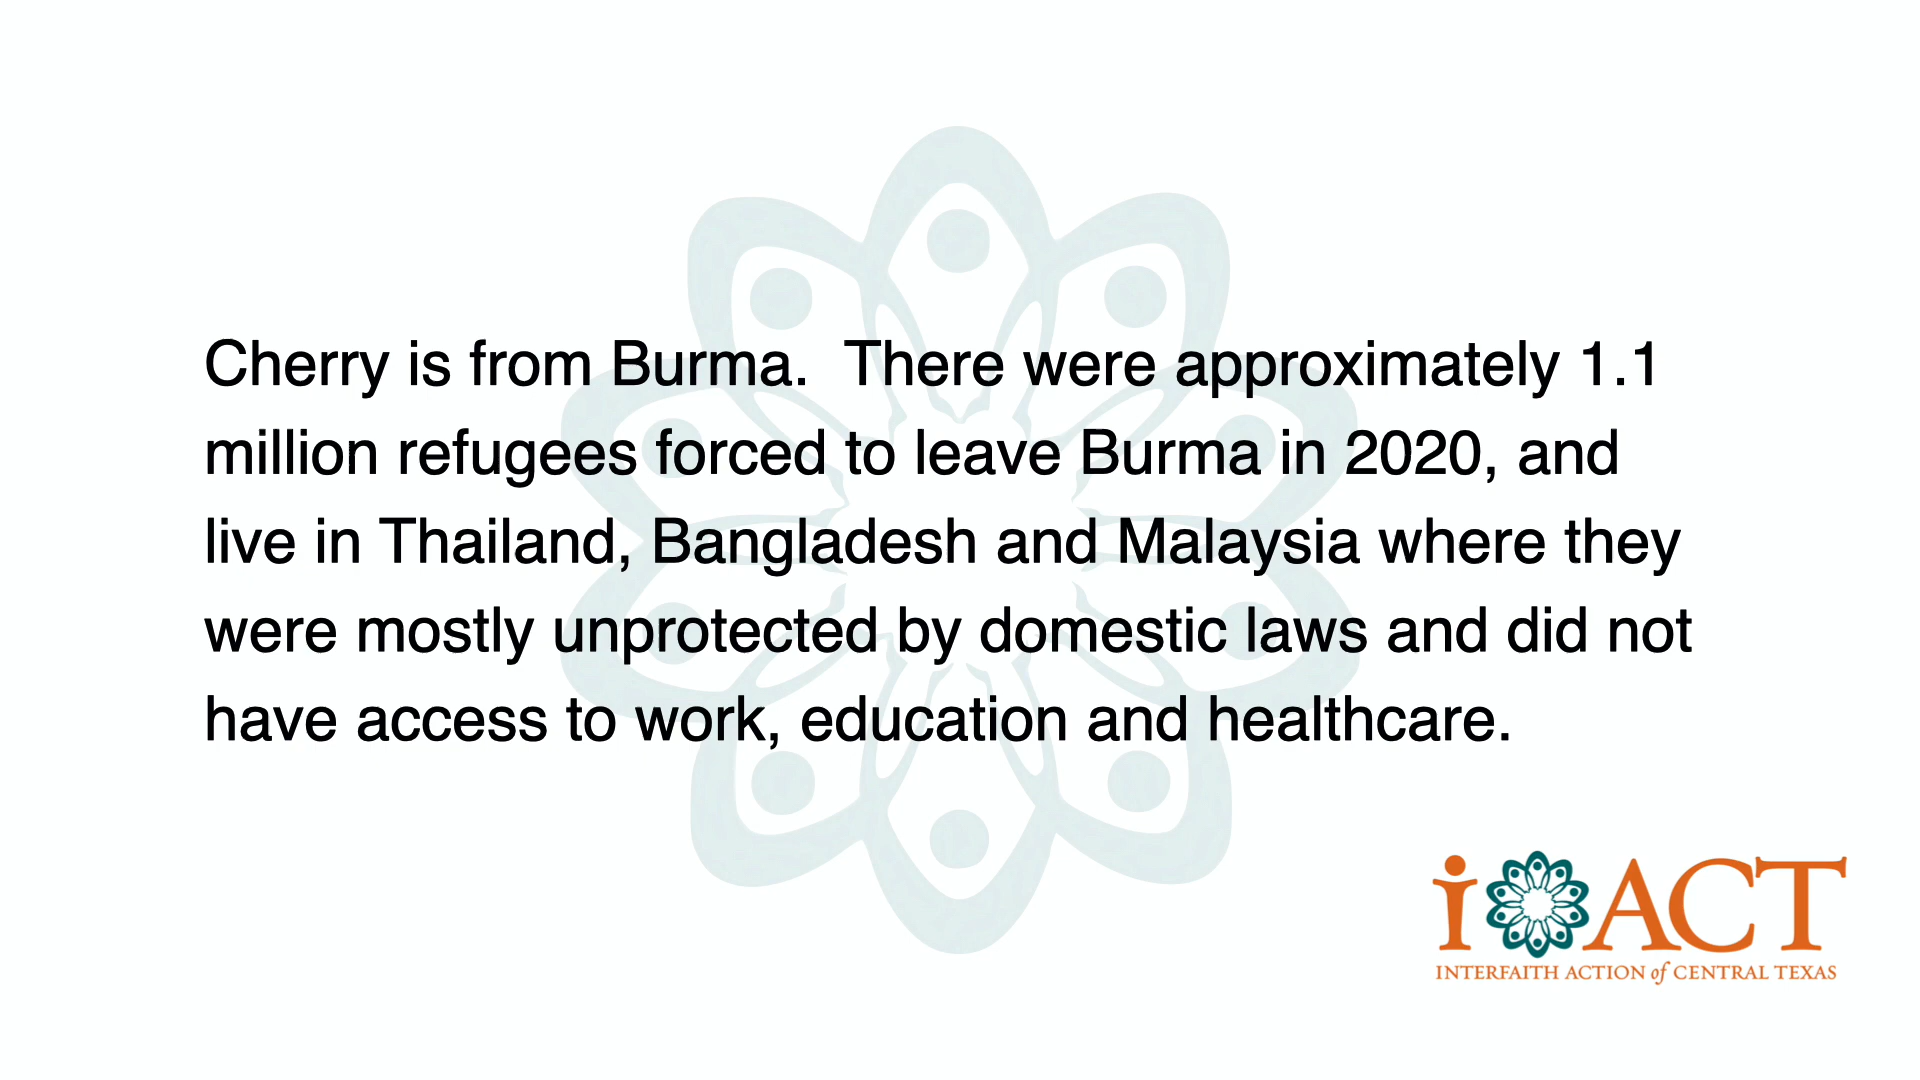 Cherry is from Burma.  There were approximately 1.1
million refugees forced to leave Burma in 2020, and
live in Thailand, Bangladesh and Malaysia where they
were mostly unprotected by domestic laws and did not
have access to work, education and healthcare.
i ACT
INTERFAITH ACTION of CENTRAL TEXAS